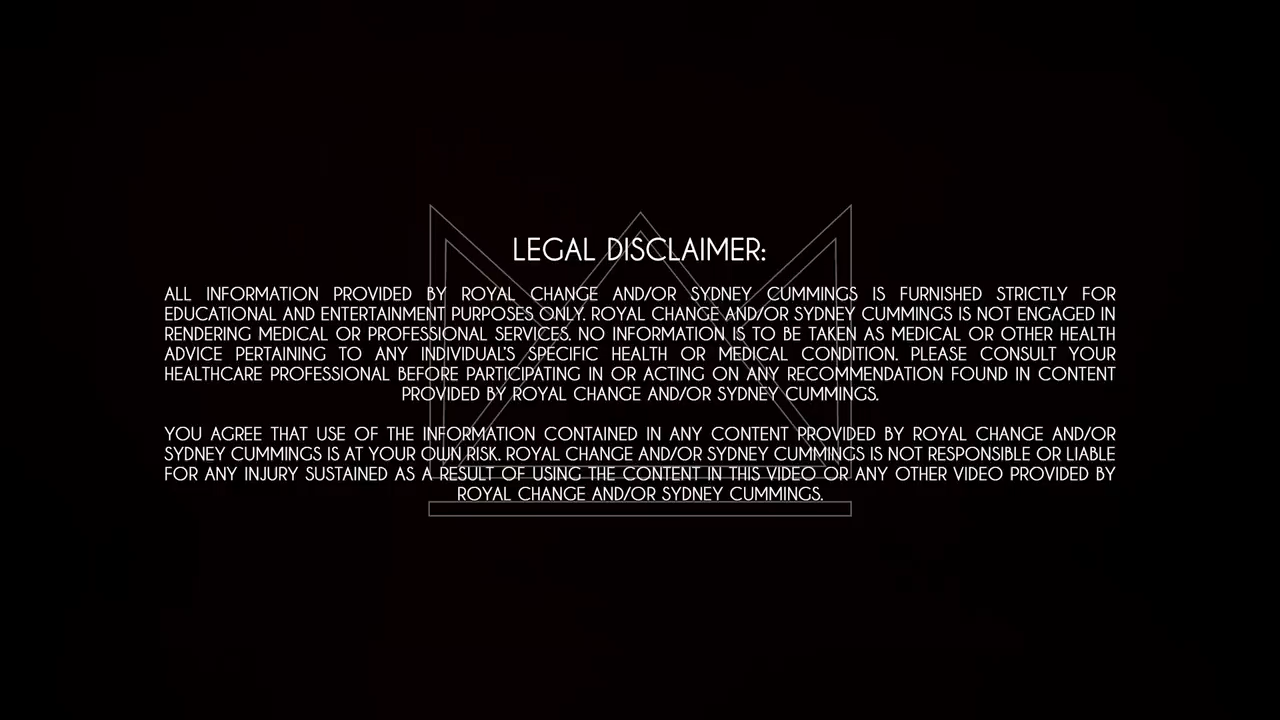 LEGAL DISCLAIMER:
ALL INFORMATION PROVIDED BY ROYAL CHANGE AND/OR SYDNEY CUMMINGS IS FURNISHED STRICTLY FOR
EDUCATIONAL AND ENTERTAINMENT PURPOSES ONLY. ROYAL CHANGE AND/OR SYDNEY CUMMINGS IS NOT ENGAGED IN
RENDERING MEDICAL OR PROFESSIONAL SERVICES. NO INFORMATION IS TO BE TAKEN AS MEDICAL OR OTHER HEALTH
ADVICE PERTAINING TO ANY INDIVIDUAL'S SPECIFIC HEALTH OR MEDICAL CONDITION. PLEASE CONSULT YOUR
HEALTHCARE PROFESSIONAL BEFORE PARTICIPATING IN OR ACTING ON ANY RECOMMENDATION FOUND IN CONTENT
PROVIDED BY ROYAL CHANGE AND/OR SYDNEY CUMMINGS.
YOU AGREE THAT USE OF THE INFORMATION CONTAINED IN ANY CONTENT PROVIDED BY ROYAL CHANGE AND/OR
SYDNEY CUMMINGS IS AT YOUR OWN RISK. ROYAL CHANGE AND/OR SYDNEY CUMMINGS IS NOT RESPONSIBLE OR LIABLE
FOR ANY INJURY SUSTAINED AS A RESULT OF USING THE CONTENT IN THIS VIDEO OR ANY OTHER VIDEO PROVIDED BY
ROYAL CHANGE AND/OR SYDNEY CUMMINGS.